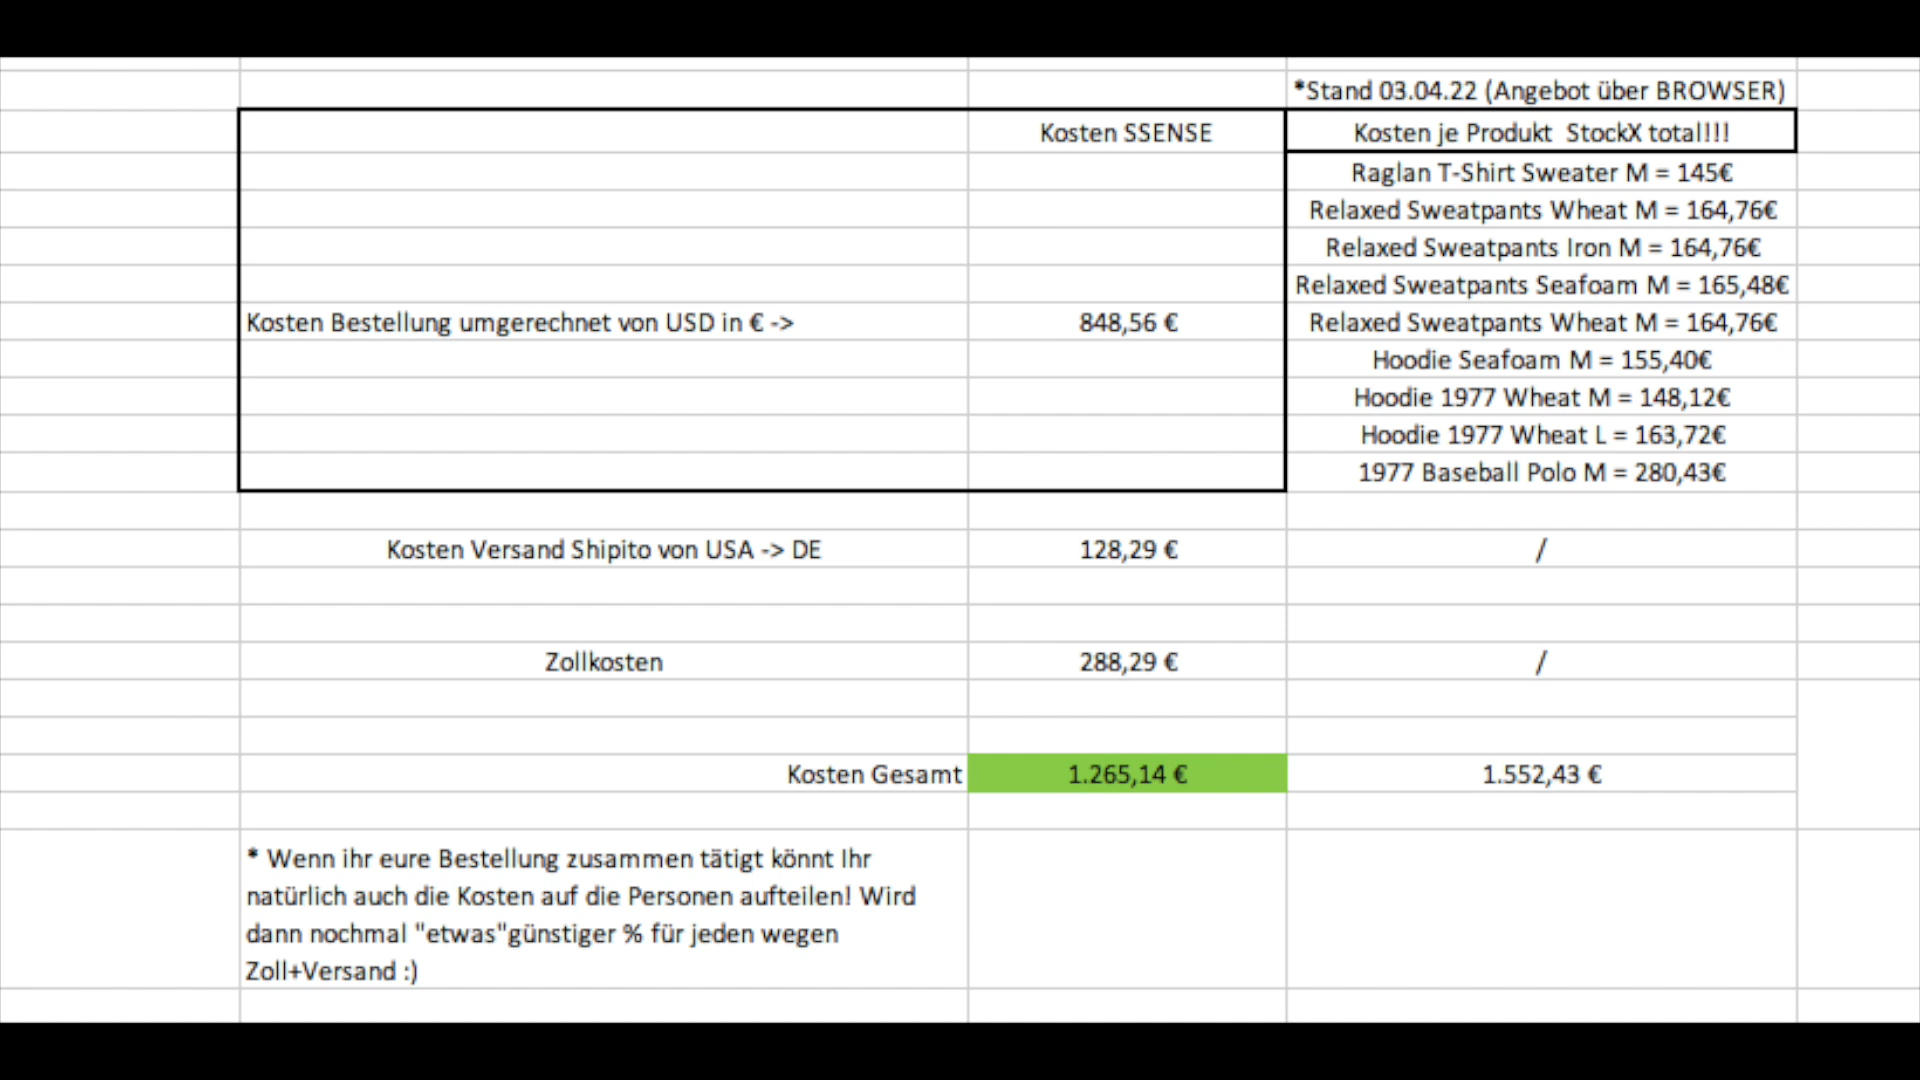 *Stand 03.04.22 (Angebot über BROWSER)
Kosten SSENSE
Kosten je Produkt  StockX total!!!
Raglan T-Shirt Sweater M = 145€
Relaxed Sweatpants Wheat M = 164,76€
Relaxed Sweatpants Iron M = 164,76€
Relaxed Sweatpants Seafoam M = 165,48€
Kosten Bestellung umgerechnet von USD in € ->
848,56 €
Relaxed Sweatpants Wheat M = 164,76€
Hoodie Seafoam M = 155,40€
Hoodie 1977 Wheat M = 148,12€
Hoodie 1977 Wheat L = 163,72€
1977 Baseball Polo M = 280,43€
Kosten Versand Shipito von USA -> DE
128,29 €
/
Zollkosten
288,29 €
/
Kosten Gesamt
1.265,14 €
1.552,43 €
* Wenn ihr eure Bestellung zusammen tätigt könnt Ihr
natürlich auch die Kosten auf die Personen aufteilen! Wird
dann nochmal "etwas"günstiger % für jeden wegen
Zoll+Versand :)